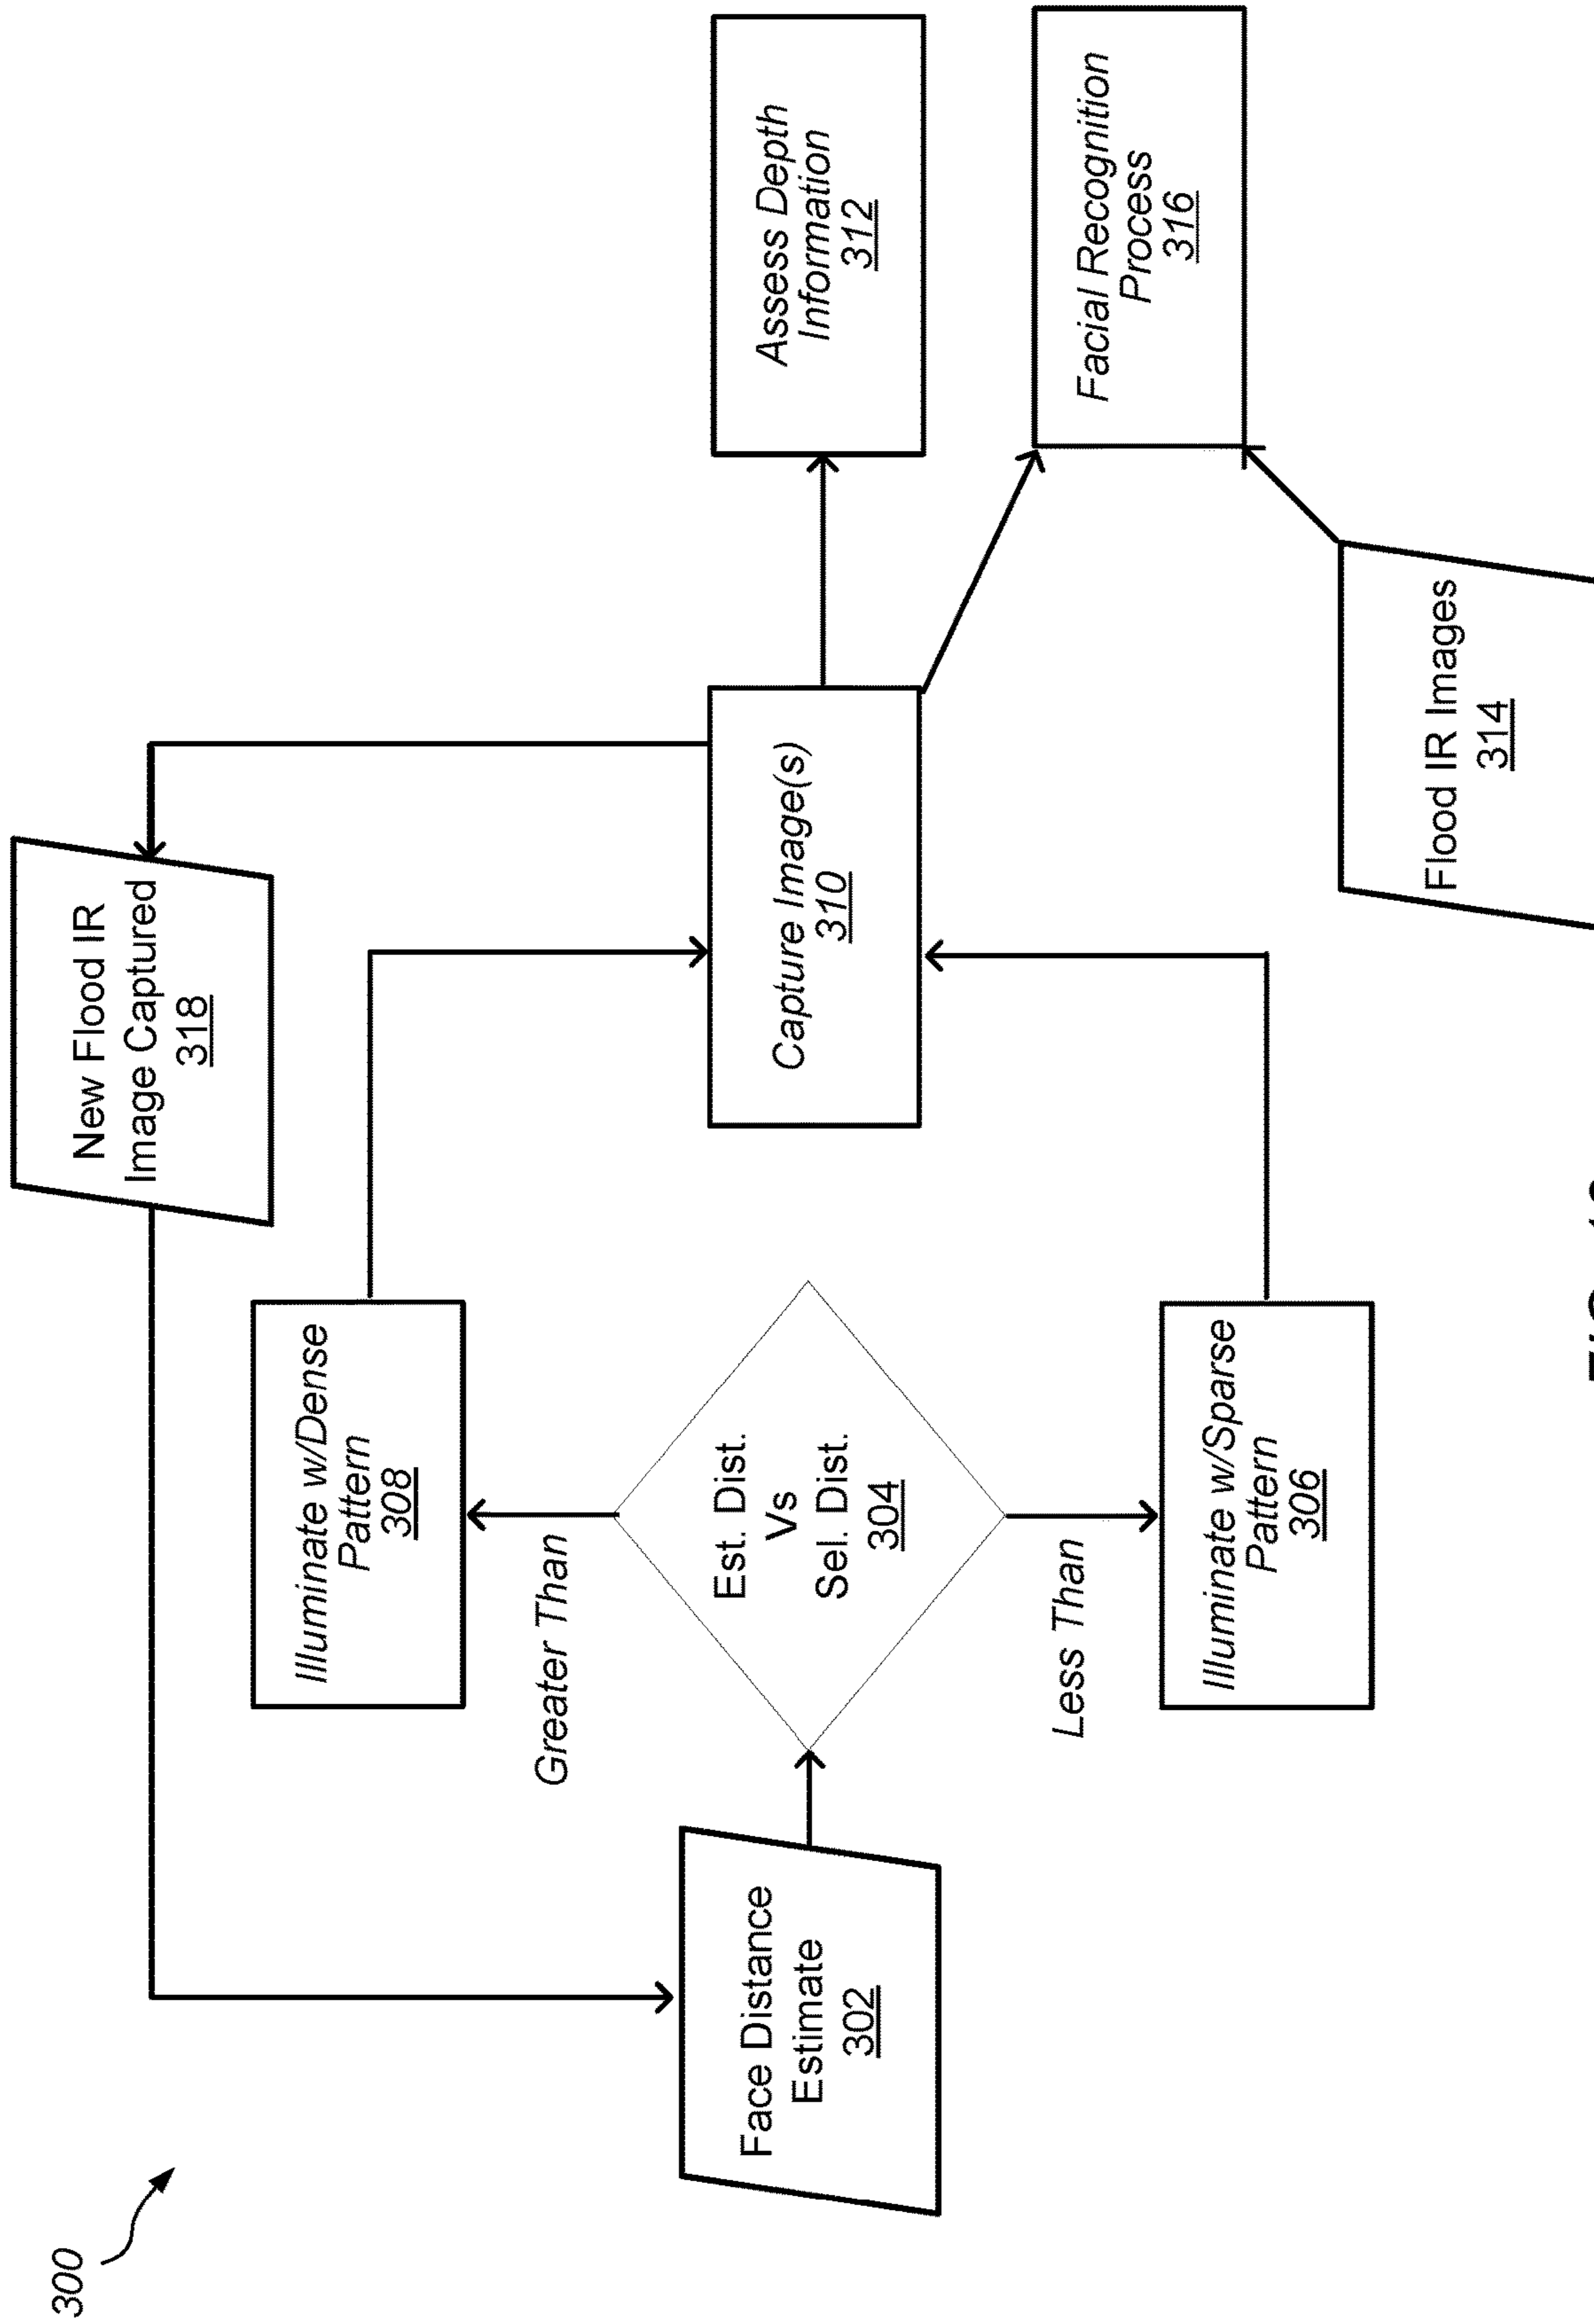 300
New Flood IR
Image Captured
318
Illuminate w/Dense
Pattern
308
Greater Than
Face Distance
Estimate
302
Est. Dist.
Vs
Sel. Dist.
304
Capture Image(s)
310
Assess Depth
Information
312
Less Than
Illuminate w/Sparse
Pattern
306
Facial Recognition
Process
316
Flood IR Images
314